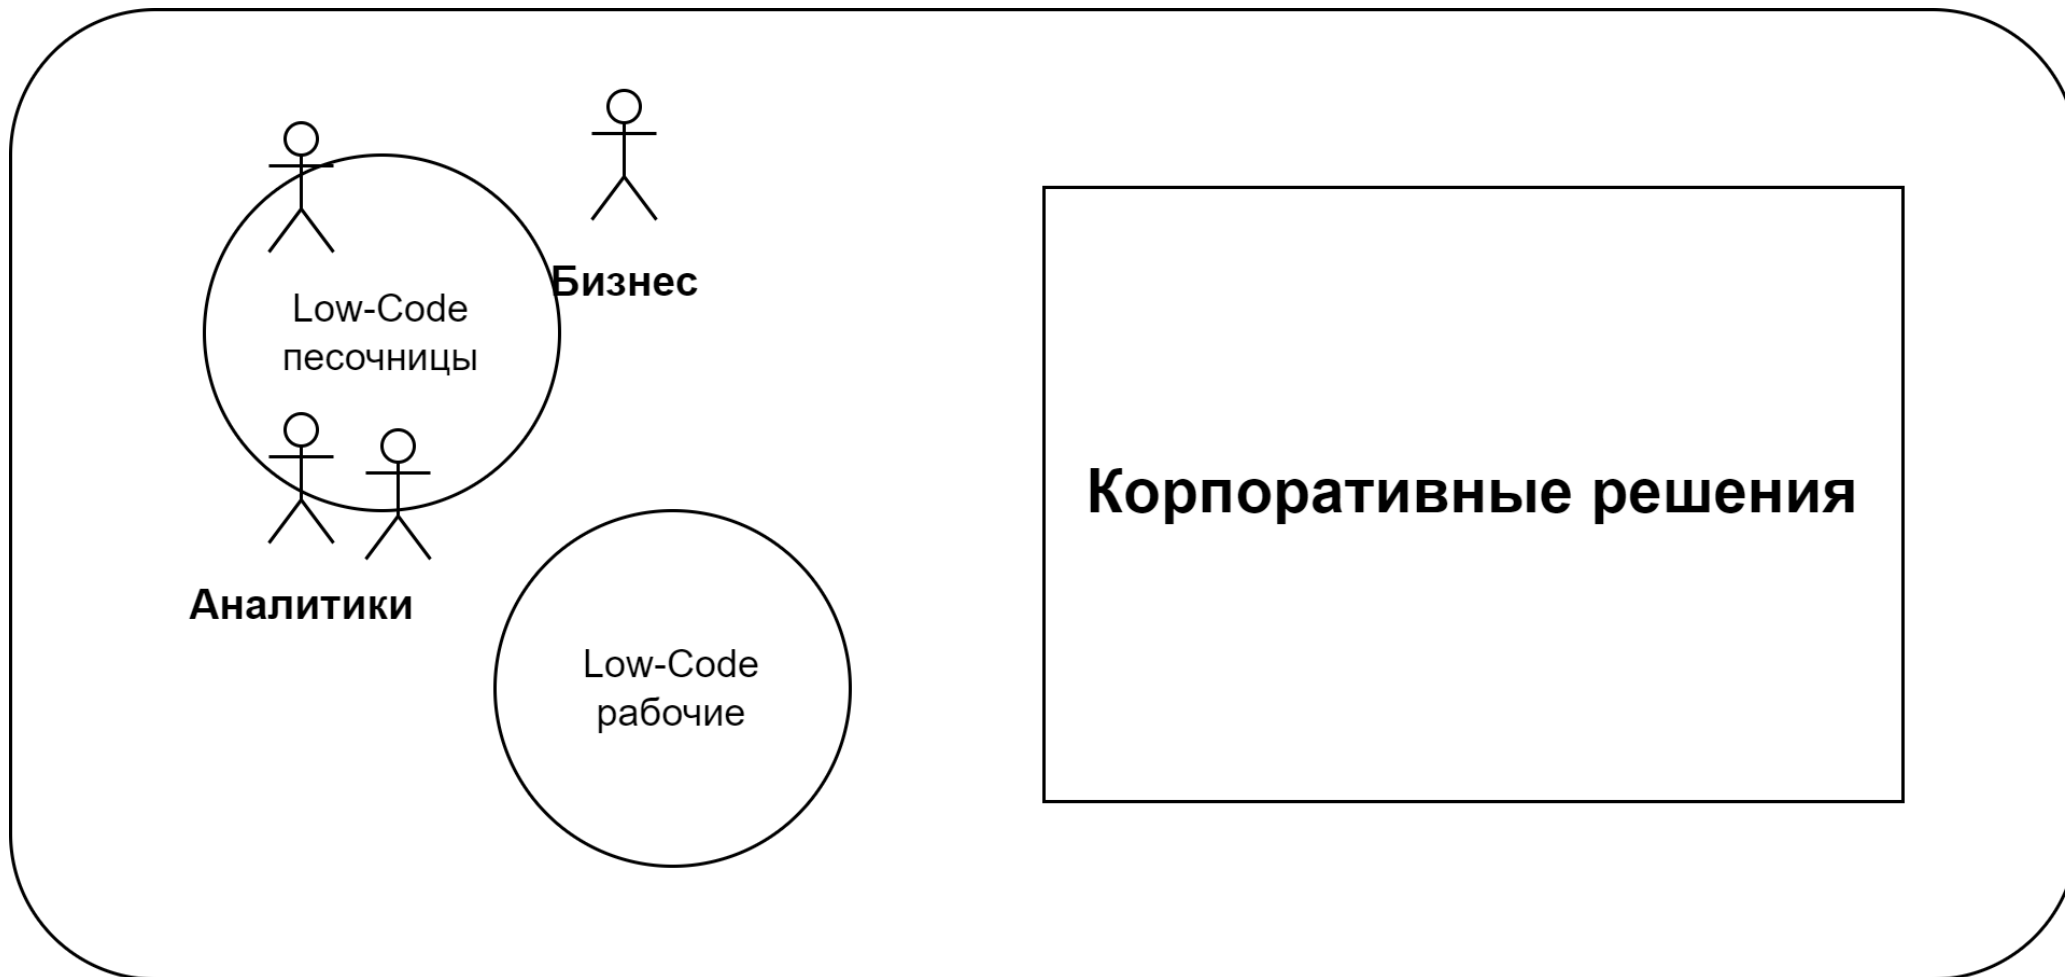 Бизнес
Low-Code
песочницы
Аналитики
Low-Code
рабочие
Корпоративные решения